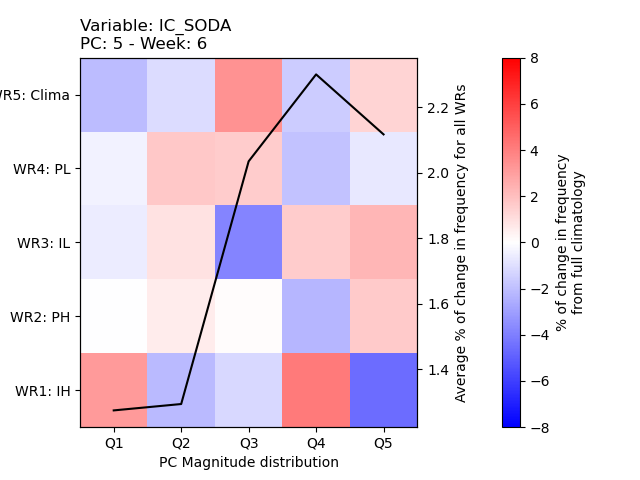 Variable: IC_SODA
PC: 5 - Week: 6
WR5: Clima
WR4: PL
WR3: IL
WR2: PH
WR1: IH
Q1 Q2 Q3 Q4 Q5
PC Magnitude distribution
2.2
2.0
1.8
1.6
1.4
Average % of change in frequency for all WRs
8
6
4
2
0
−2
−4
−6
−8
% of change in frequency
from full climatology